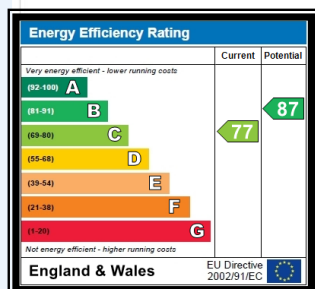 Energy Efficiency Rating
Current Potential
Very energy efficient - lower running costs
(92-100) A
(81-91) B
87
(69-80) C
77
(55-68) D
(39-54) E
(21-38) F
(1-20) G
Not energy efficient - higher running costs
England & Wales
EU Directive
2002/91/EC